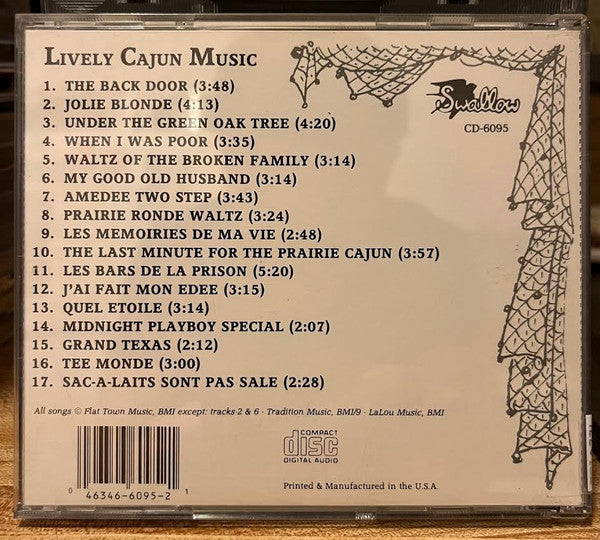 LIVELY CAJUN MUSIC
1. THE BACK DOOR (3:48)
2. JOLIE BLONDE (4:13)
3. UNDER THE GREEN OAK TREE (4:20)
4. WHEN I WAS POOR (3:35)
5. WALTZ OF THE BROKEN FAMILY (3:14)
6. MY GOOD OLD HUSBAND (3:14)
7. AMEDEE TWO STEP (3:43)
8. PRAIRIE RONDE WALTZ (3:24)
9. LES MEMOIRIES DE MA VIE (2:48)
10. THE LAST MINUTE FOR THE PRAIRIE CAJUN (3:57)
11. LES BARS DE LA PRISON (5:20)
12. J'AI FAIT MON EDEE (3:15)
13. QUEL ETOILE (3:14)
14. MIDNIGHT PLAYBOY SPECIAL (2:07)
15. GRAND TEXAS (2:12)
16. TEE MONDE (3:00)
17. SAC-A-LAITS SONT PAS SALE (2:28)
Swallow
CD-6095
All songs © Flat Town Music, BMI except: tracks 2 & 6 - Tradition Music, BMI/9 - LaLou Music, BMI
COMPACT
disc
DIGITAL AUDIO
0 46346-6095-2 1
Printed & Manufactured in the U.S.A.